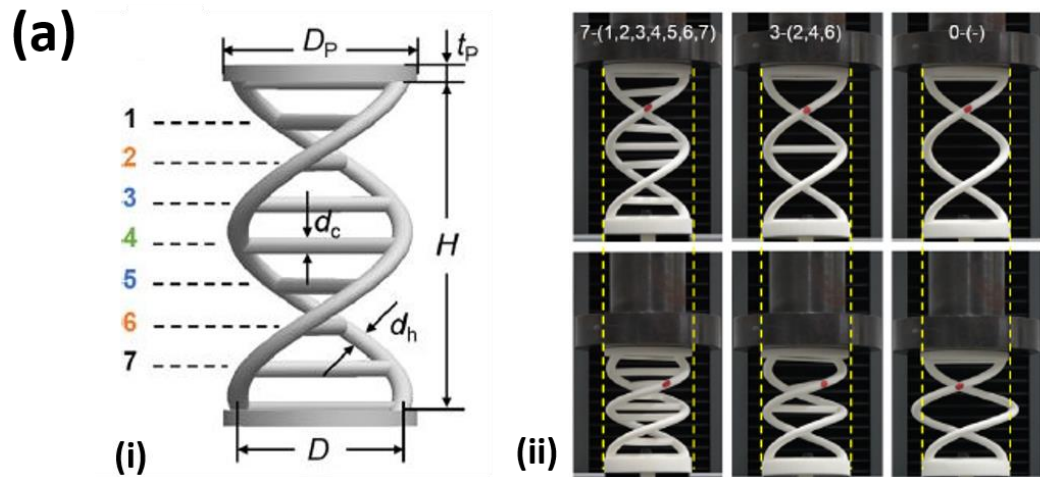 (a)
D_P
t_P
1
2
3
4
5
6
7
d_c
H
d_h
D
(i)
7-(1,2,3,4,5,6,7)
3-(2,4,6)
0-(-)
(ii)